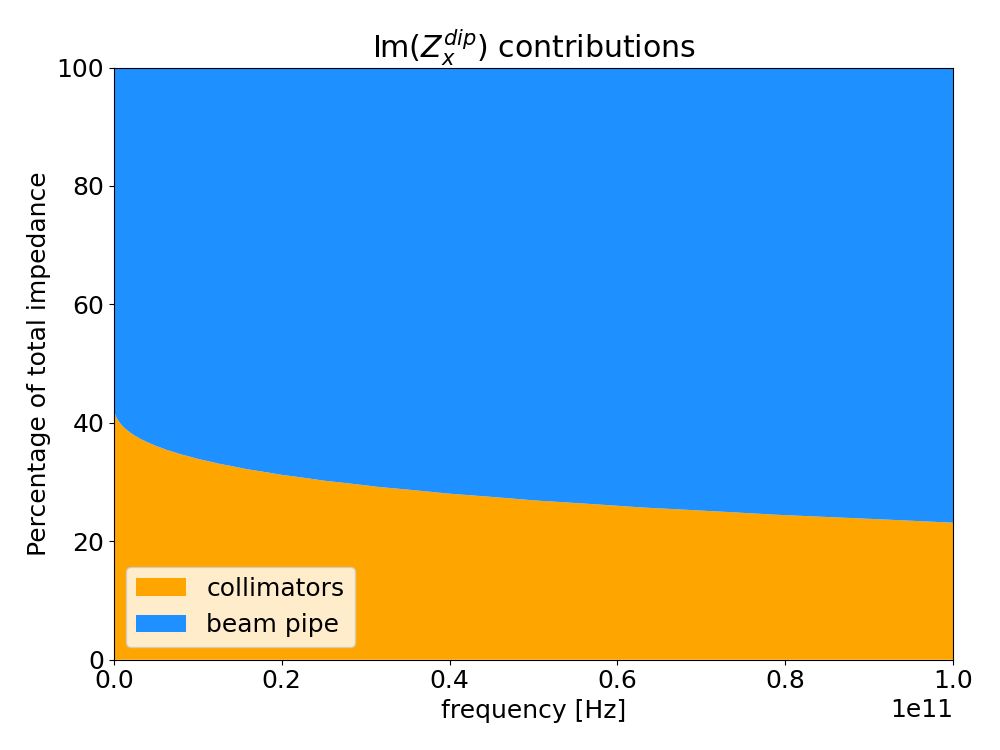 Im(Z_x^{dip}) contributions
Percentage of total impedance
100
80
60
40
20
0
collimators
beam pipe
0.0 0.2 0.4 0.6 0.8 1.0
frequency [Hz]
1e11